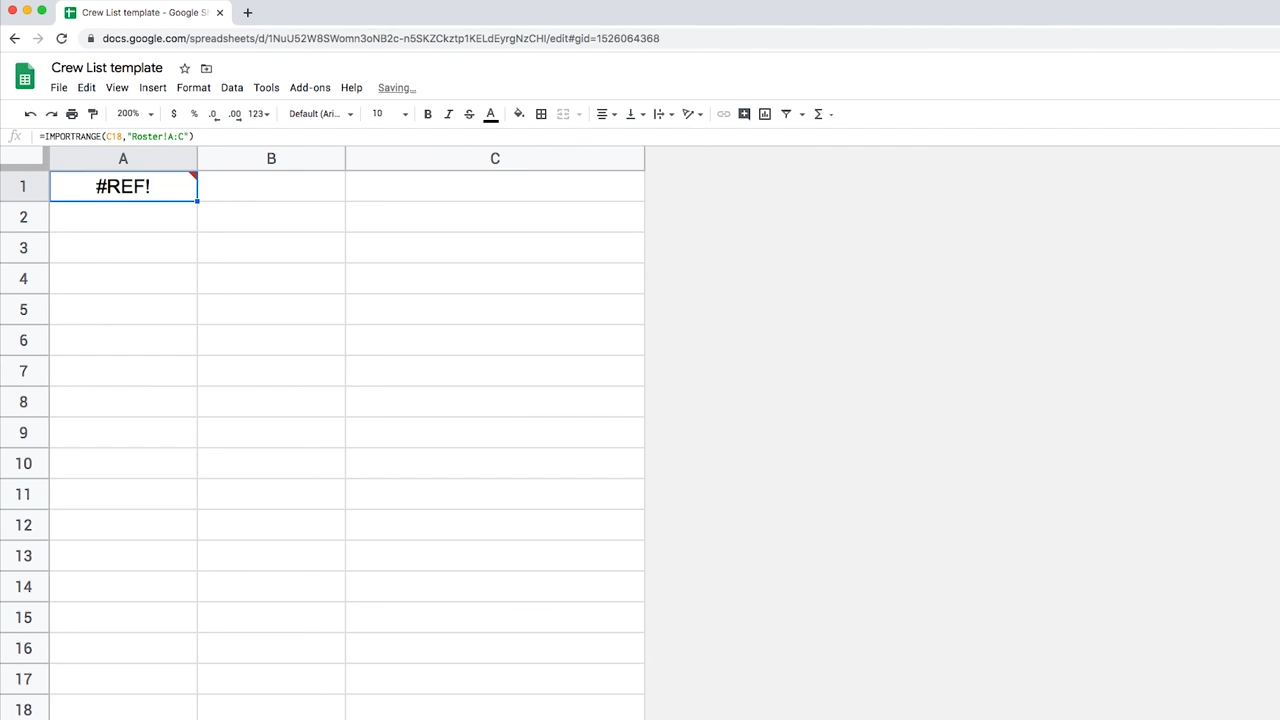 Crew List template - Google S
docs.google.com/spreadsheets/d/1NuU52W8SWomn3oNB2c-n5SKZCkztp1KELdEyrgNzCHI/edit#gid=1526064368
Crew List template
File Edit View Insert Format Data Tools Add-ons Help Saving...
200% $ % .0 .00 123 Default (Ari... 10 B I S A
fx =IMPORTRANGE(C18,"Roster!A:C")
A B C
1 #REF!
2
3
4
5
6
7
8
9
10
11
12
13
14
15
16
17
18